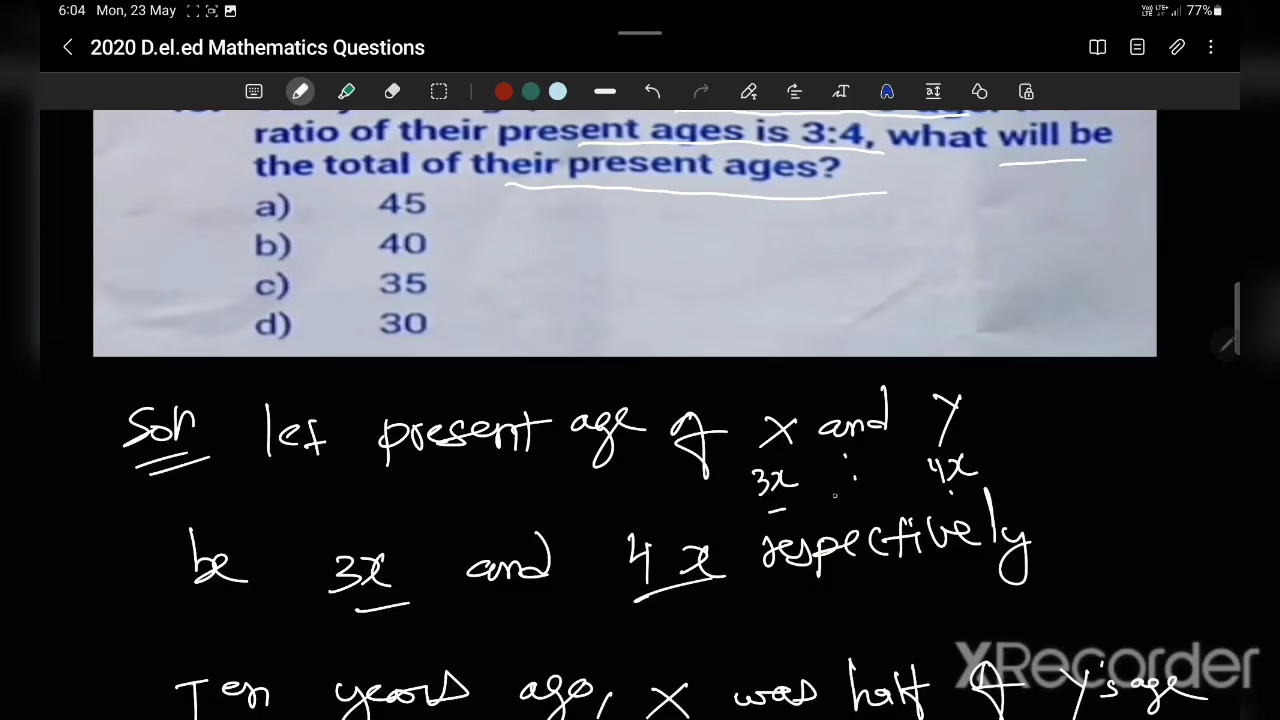 6:04 Mon, 23 May
77%
2020 D.el.ed Mathematics Questions
ratio of their present ages is 3:4, what will be
the total of their present ages?
a) 45
b) 40
c) 35
d) 30
Soln let present age of X and Y
3x : 4x
be 3x and 4x respectively
Ten years ago, X was half of Y's age
XRecorder